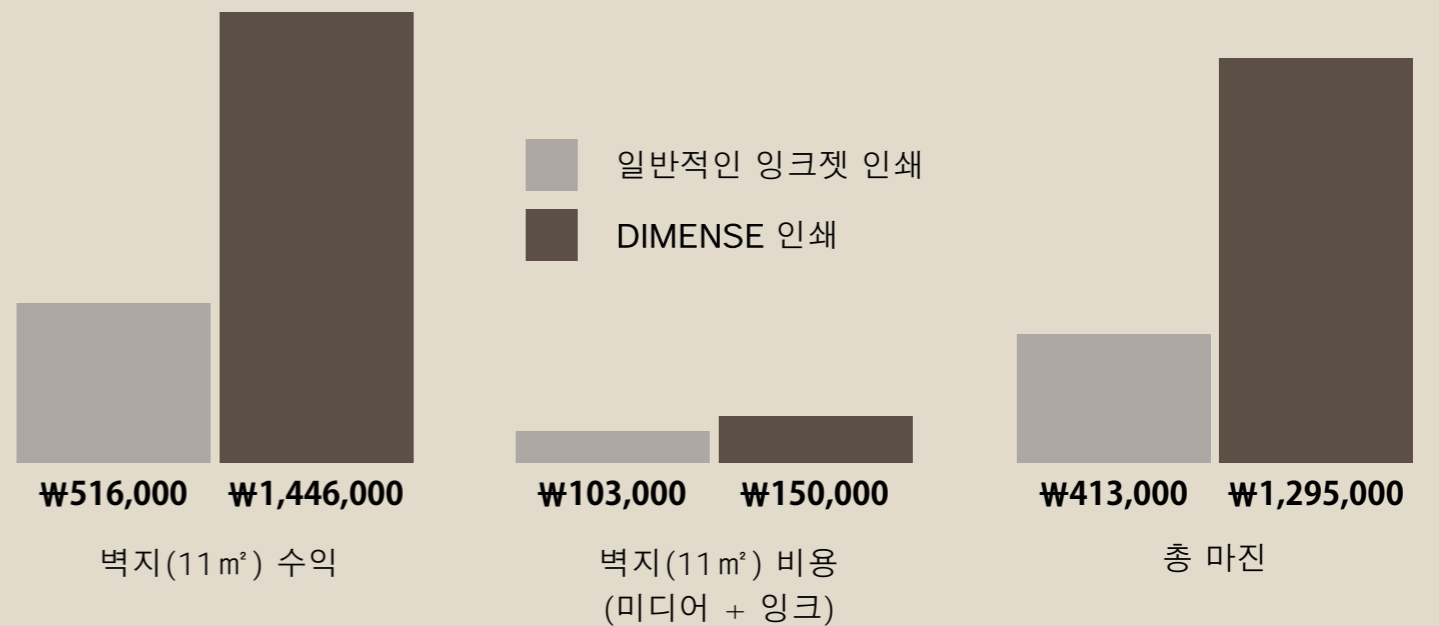 일반적인 잉크젯 인쇄
DIMENSE 인쇄
₩516,000 ₩1,446,000
벽지(11㎡) 수익
₩103,000 ₩150,000
벽지(11㎡) 비용
(미디어 + 잉크)
₩413,000 ₩1,295,000
총 마진